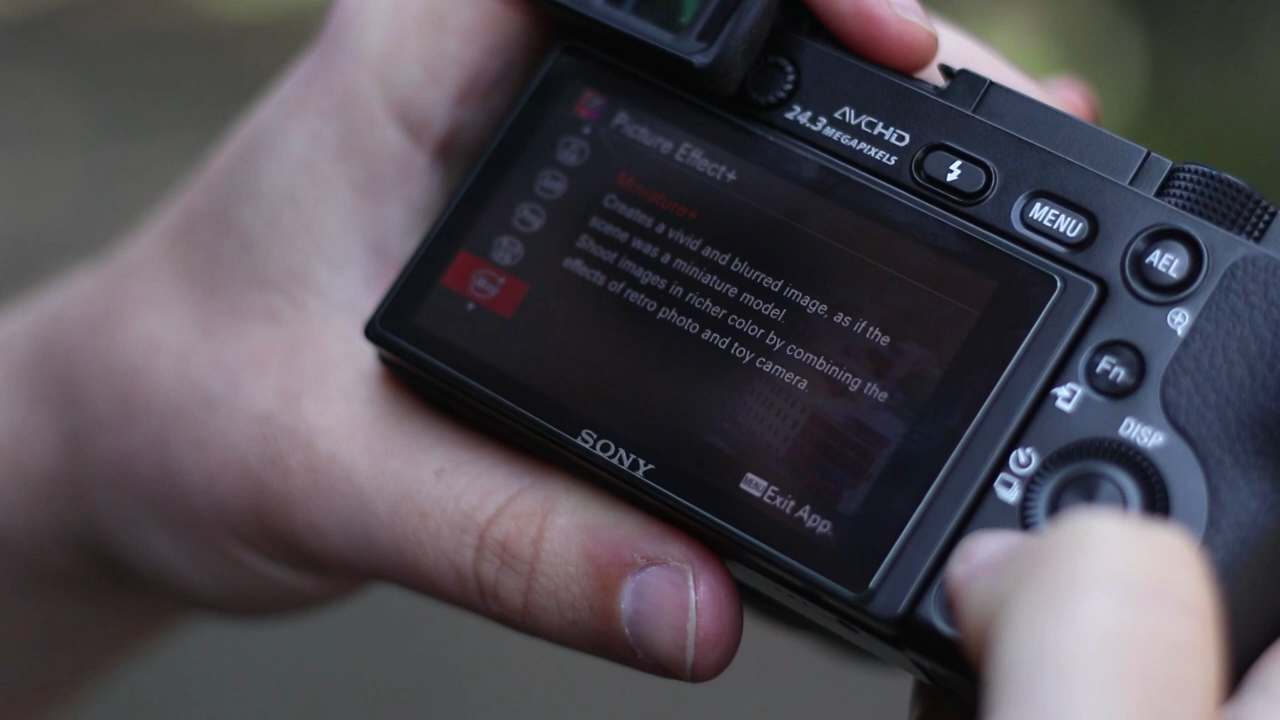 AVCHD
24.3 MEGAPIXELS
MENU
AEL
Picture Effect+
Miniature+
Creates a vivid and blurred image, as if the
scene was a miniature model.
Shoot images in richer color by combining the
effects of retro photo and toy camera.
Fn
DISP
SONY
MENU Exit App.